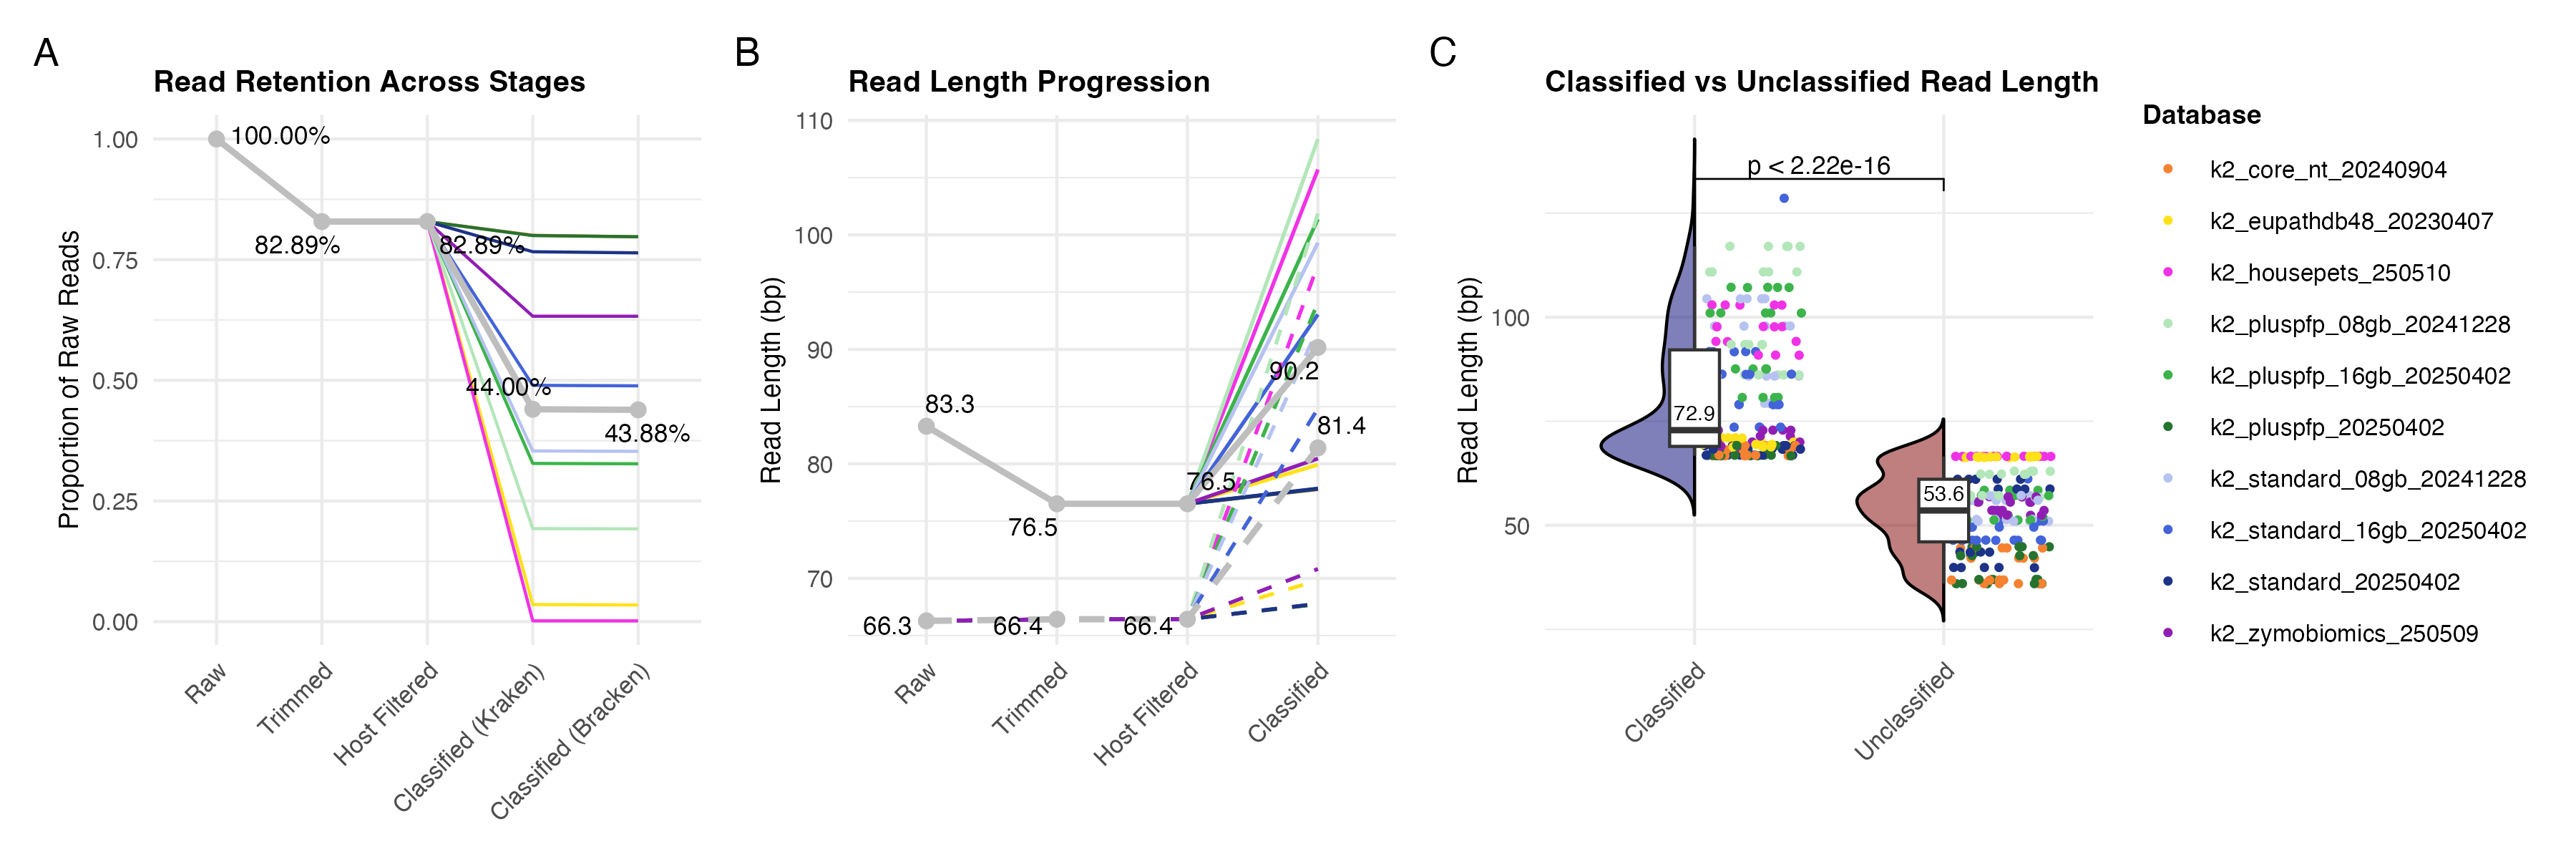 A
Read Retention Across Stages
Proportion of Raw Reads
1.00
0.75
0.50
0.25
0.00
100.00%
82.89%
82.89%
44.00%
43.88%
Raw
Trimmed
Host Filtered
Classified (Kraken)
Classified (Bracken)
B
Read Length Progression
Read Length (bp)
110
100
90
80
70
83.3
76.5
76.5
90.2
81.4
66.3
66.4
66.4
Raw
Trimmed
Host Filtered
Classified
C
Classified vs Unclassified Read Length
Read Length (bp)
100
50
p < 2.22e-16
72.9
53.6
Classified
Unclassified
Database
k2_core_nt_20240904
k2_eupathdb48_20230407
k2_housepets_250510
k2_pluspfp_08gb_20241228
k2_pluspfp_16gb_20250402
k2_pluspfp_20250402
k2_standard_08gb_20241228
k2_standard_16gb_20250402
k2_standard_20250402
k2_zymobiomics_250509